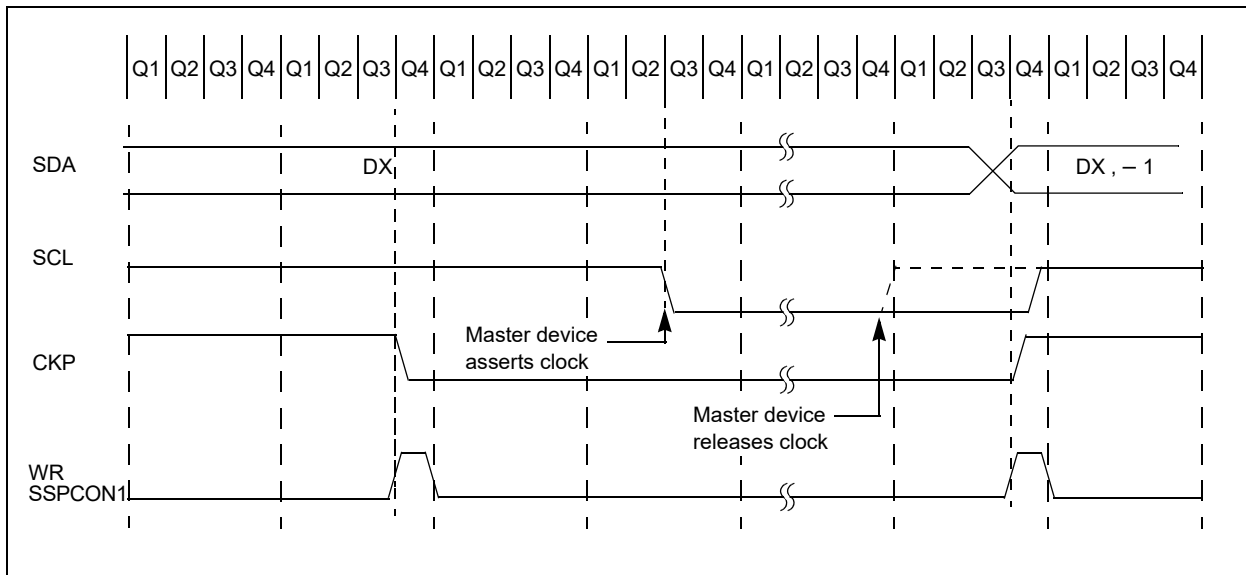 Q1 Q2 Q3 Q4 Q1 Q2 Q3 Q4 Q1 Q2 Q3 Q4 Q1 Q2 Q3 Q4 Q1 Q2 Q3 Q4 Q1 Q2 Q3 Q4 Q1 Q2 Q3 Q4
SDA
DX
DX , – 1
SCL
Master device
asserts clock
CKP
Master device
releases clock
WR
SSPCON1